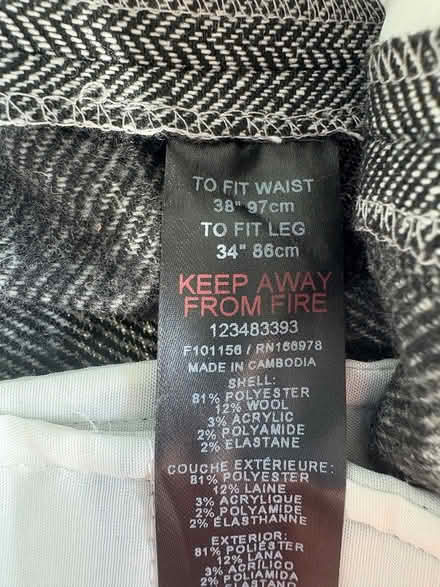 TO FIT WAIST
38" 97cm
TO FIT LEG
34" 86cm
KEEP AWAY
FROM FIRE
123483393
F101156 / RN166978
MADE IN CAMBODIA
SHELL:
81% POLYESTER
12% WOOL
3% ACRYLIC
2% POLYAMIDE
2% ELASTANE
COUCHE EXTÉRIEURE:
81% POLYESTER
12% LAINE
3% ACRYLIQUE
2% POLYAMIDE
2% ÉLASTHANNE
EXTERIOR:
81% POLIÉSTER
12% LANA
3% ACRÍLICO
2% POLIAMIDA
2% ELASTANO